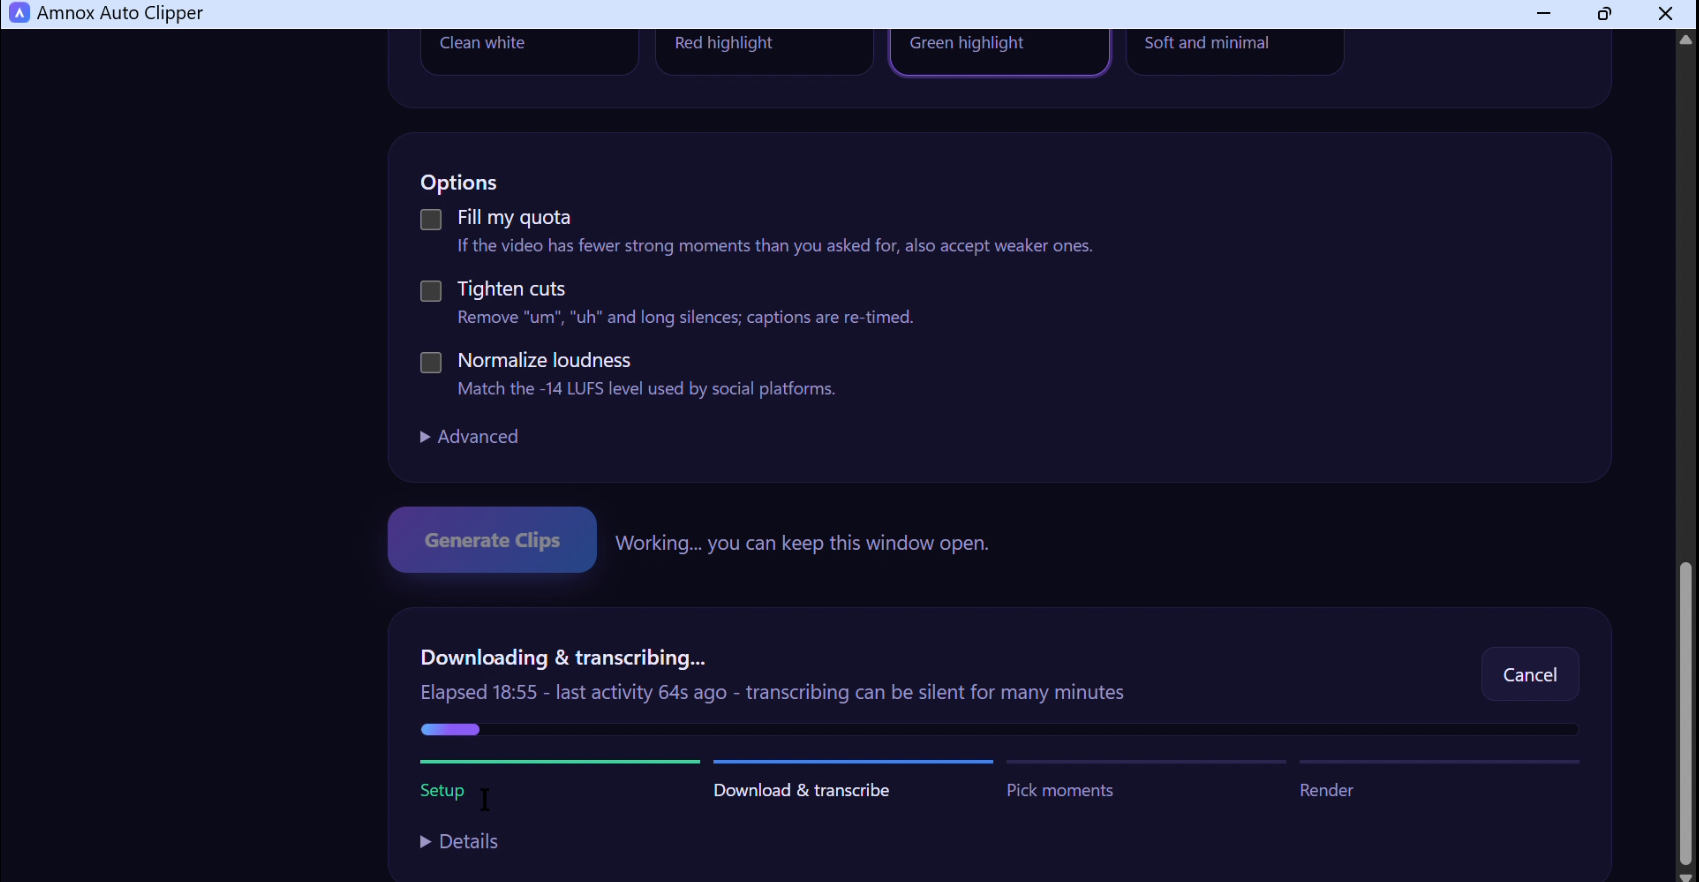 Amnox Auto Clipper
Clean white
Red highlight
Green highlight
Soft and minimal
Options
Fill my quota
If the video has fewer strong moments than you asked for, also accept weaker ones.
Tighten cuts
Remove "um", "uh" and long silences; captions are re-timed.
Normalize loudness
Match the -14 LUFS level used by social platforms.
Advanced
Generate Clips
Working... you can keep this window open.
Downloading & transcribing...
Cancel
Elapsed 18:55 - last activity 64s ago - transcribing can be silent for many minutes
Setup
Download & transcribe
Pick moments
Render
Details